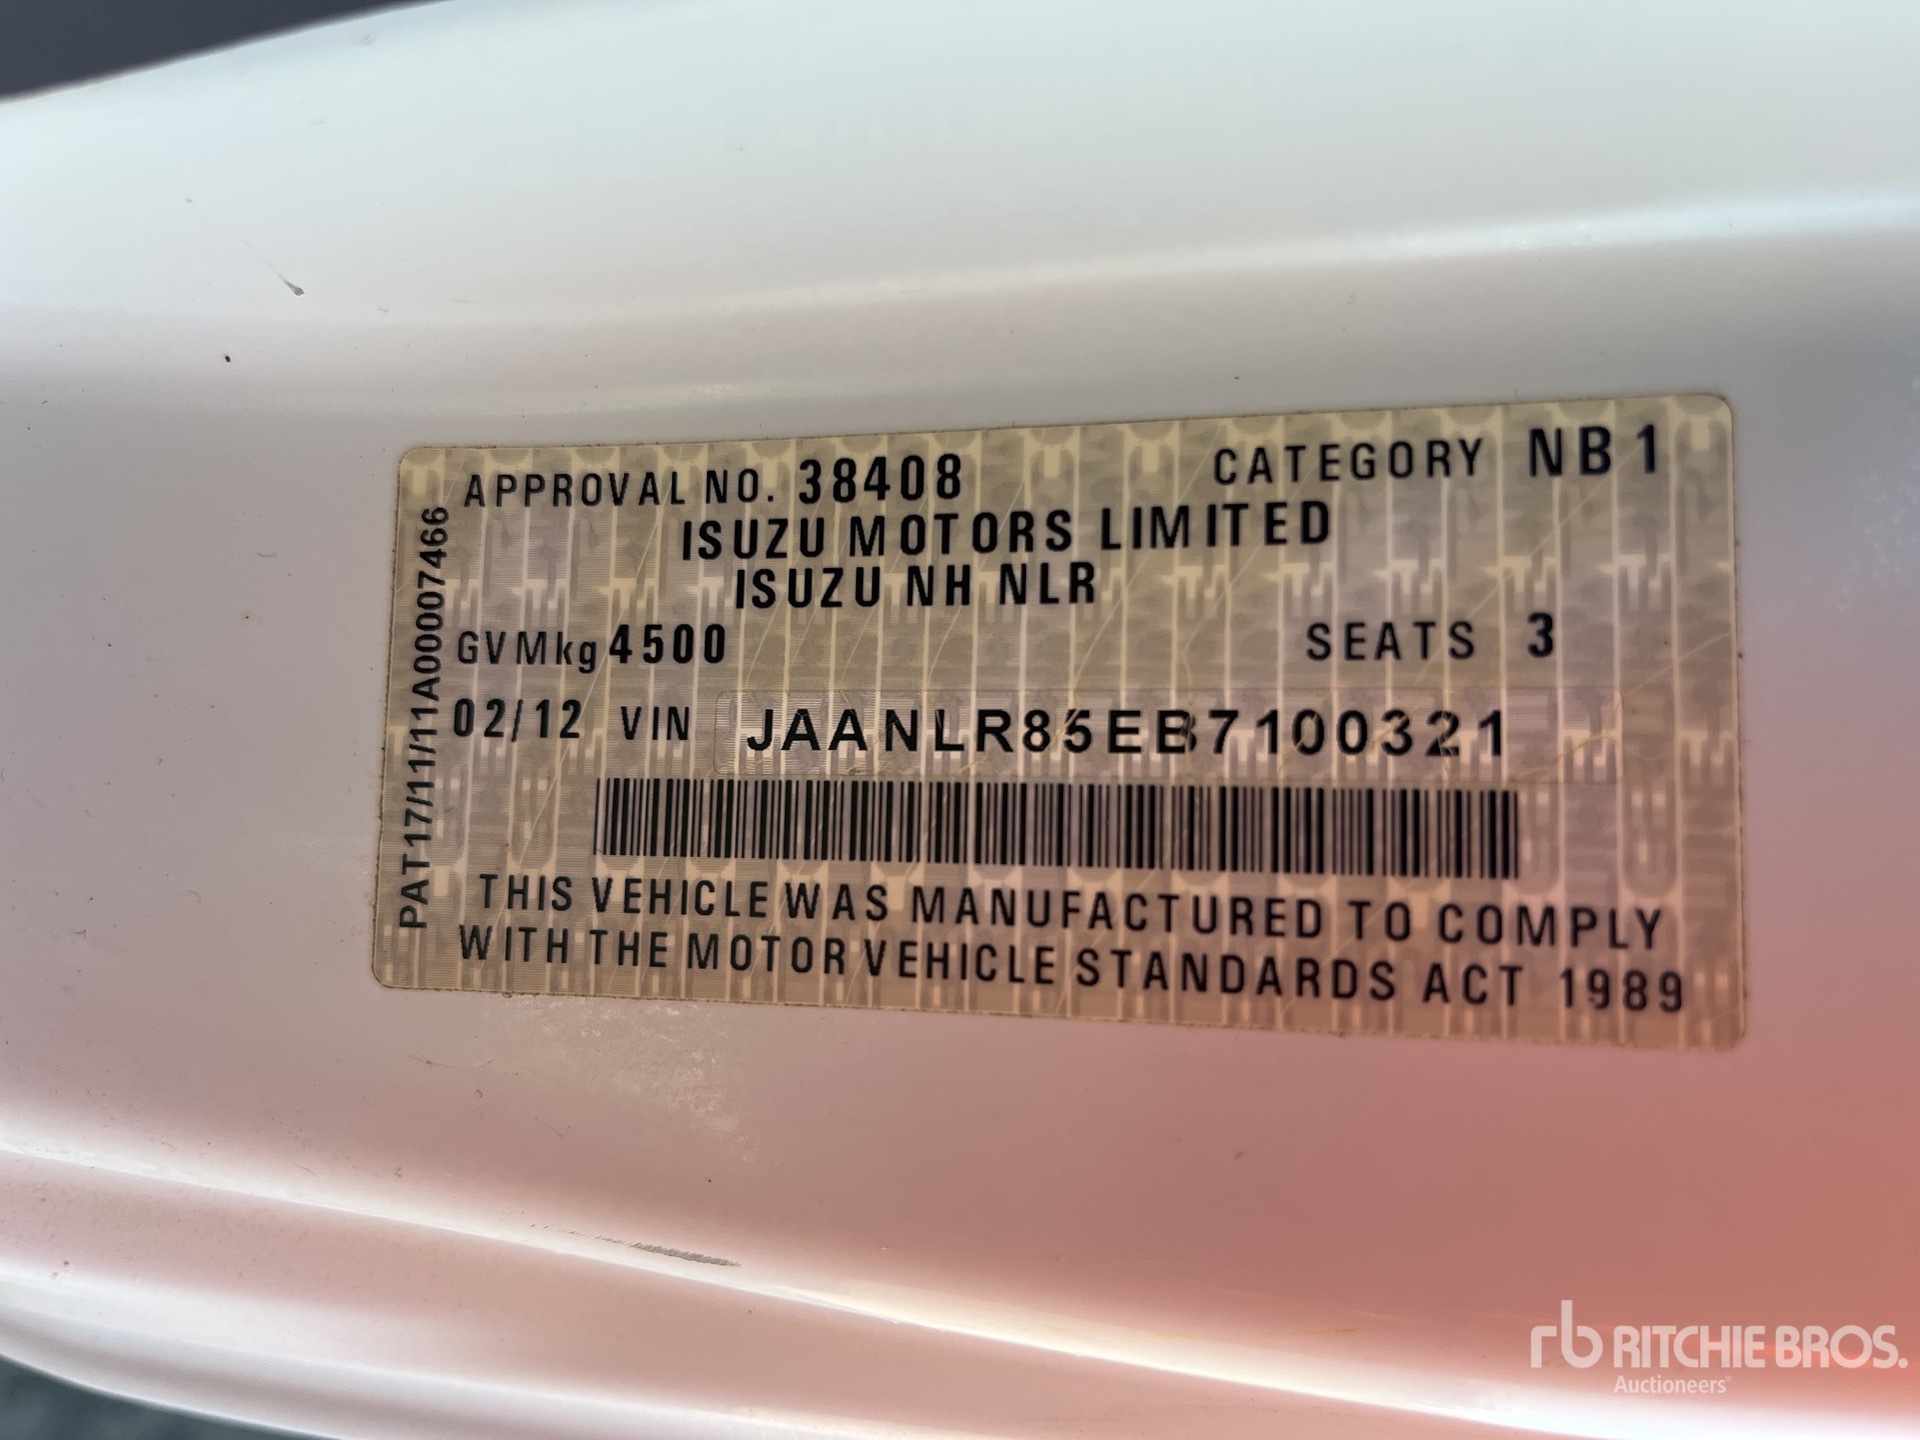 APPROVAL NO. 38408 CATEGORY NB1
ISUZU MOTORS LIMITED
ISUZU NH NLR
GVMkg 4500 SEATS 3
02/12 VIN JAANLR85EB7100321
THIS VEHICLE WAS MANUFACTURED TO COMPLY
WITH THE MOTOR VEHICLE STANDARDS ACT 1989
PAT17/11/11A00007466
rb RITCHIE BROS.
Auctioneers